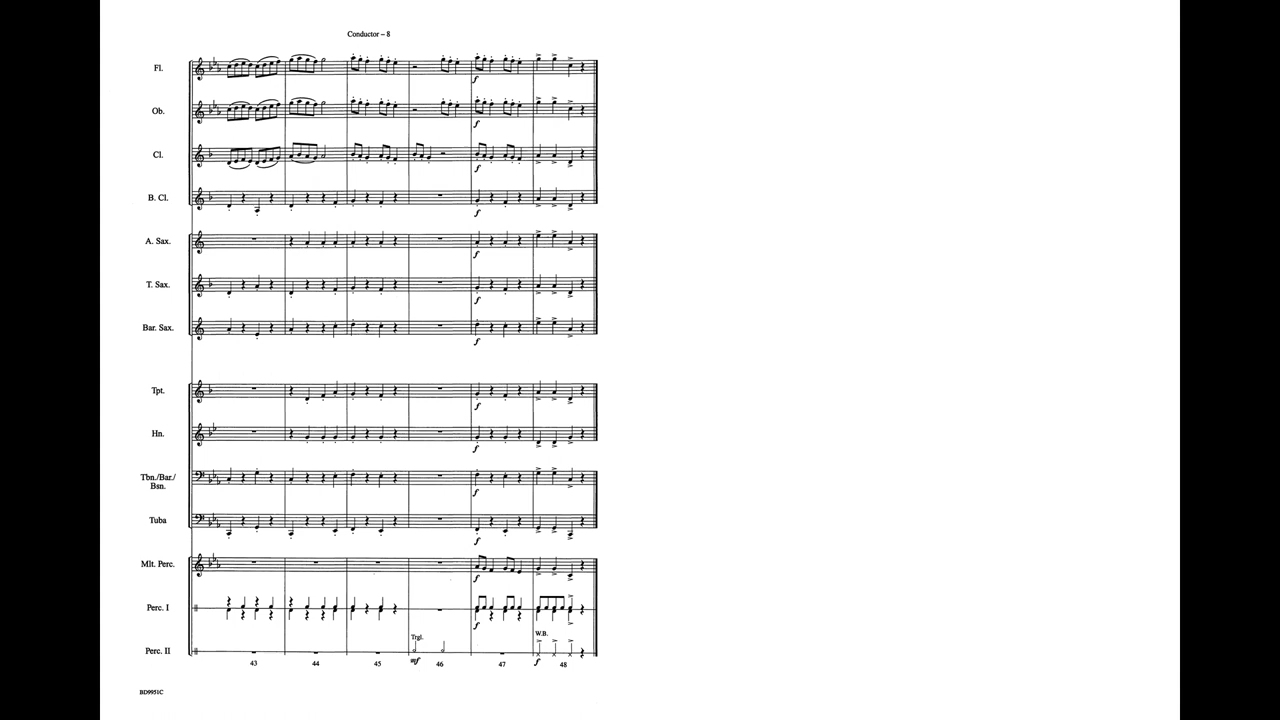 Conductor – 8
Fl.
f
Ob.
f
Cl.
f
B. Cl.
f
A. Sax.
f
T. Sax.
f
Bar. Sax.
f
Tpt.
f
Hn.
f
Tbn./Bar./
Bsn.
f
Tuba
f
Mlt. Perc.
f
Perc. I
f
Trgl.
W.B.
Perc. II
mf
f
43 44 45 46 47 48
BD9951C